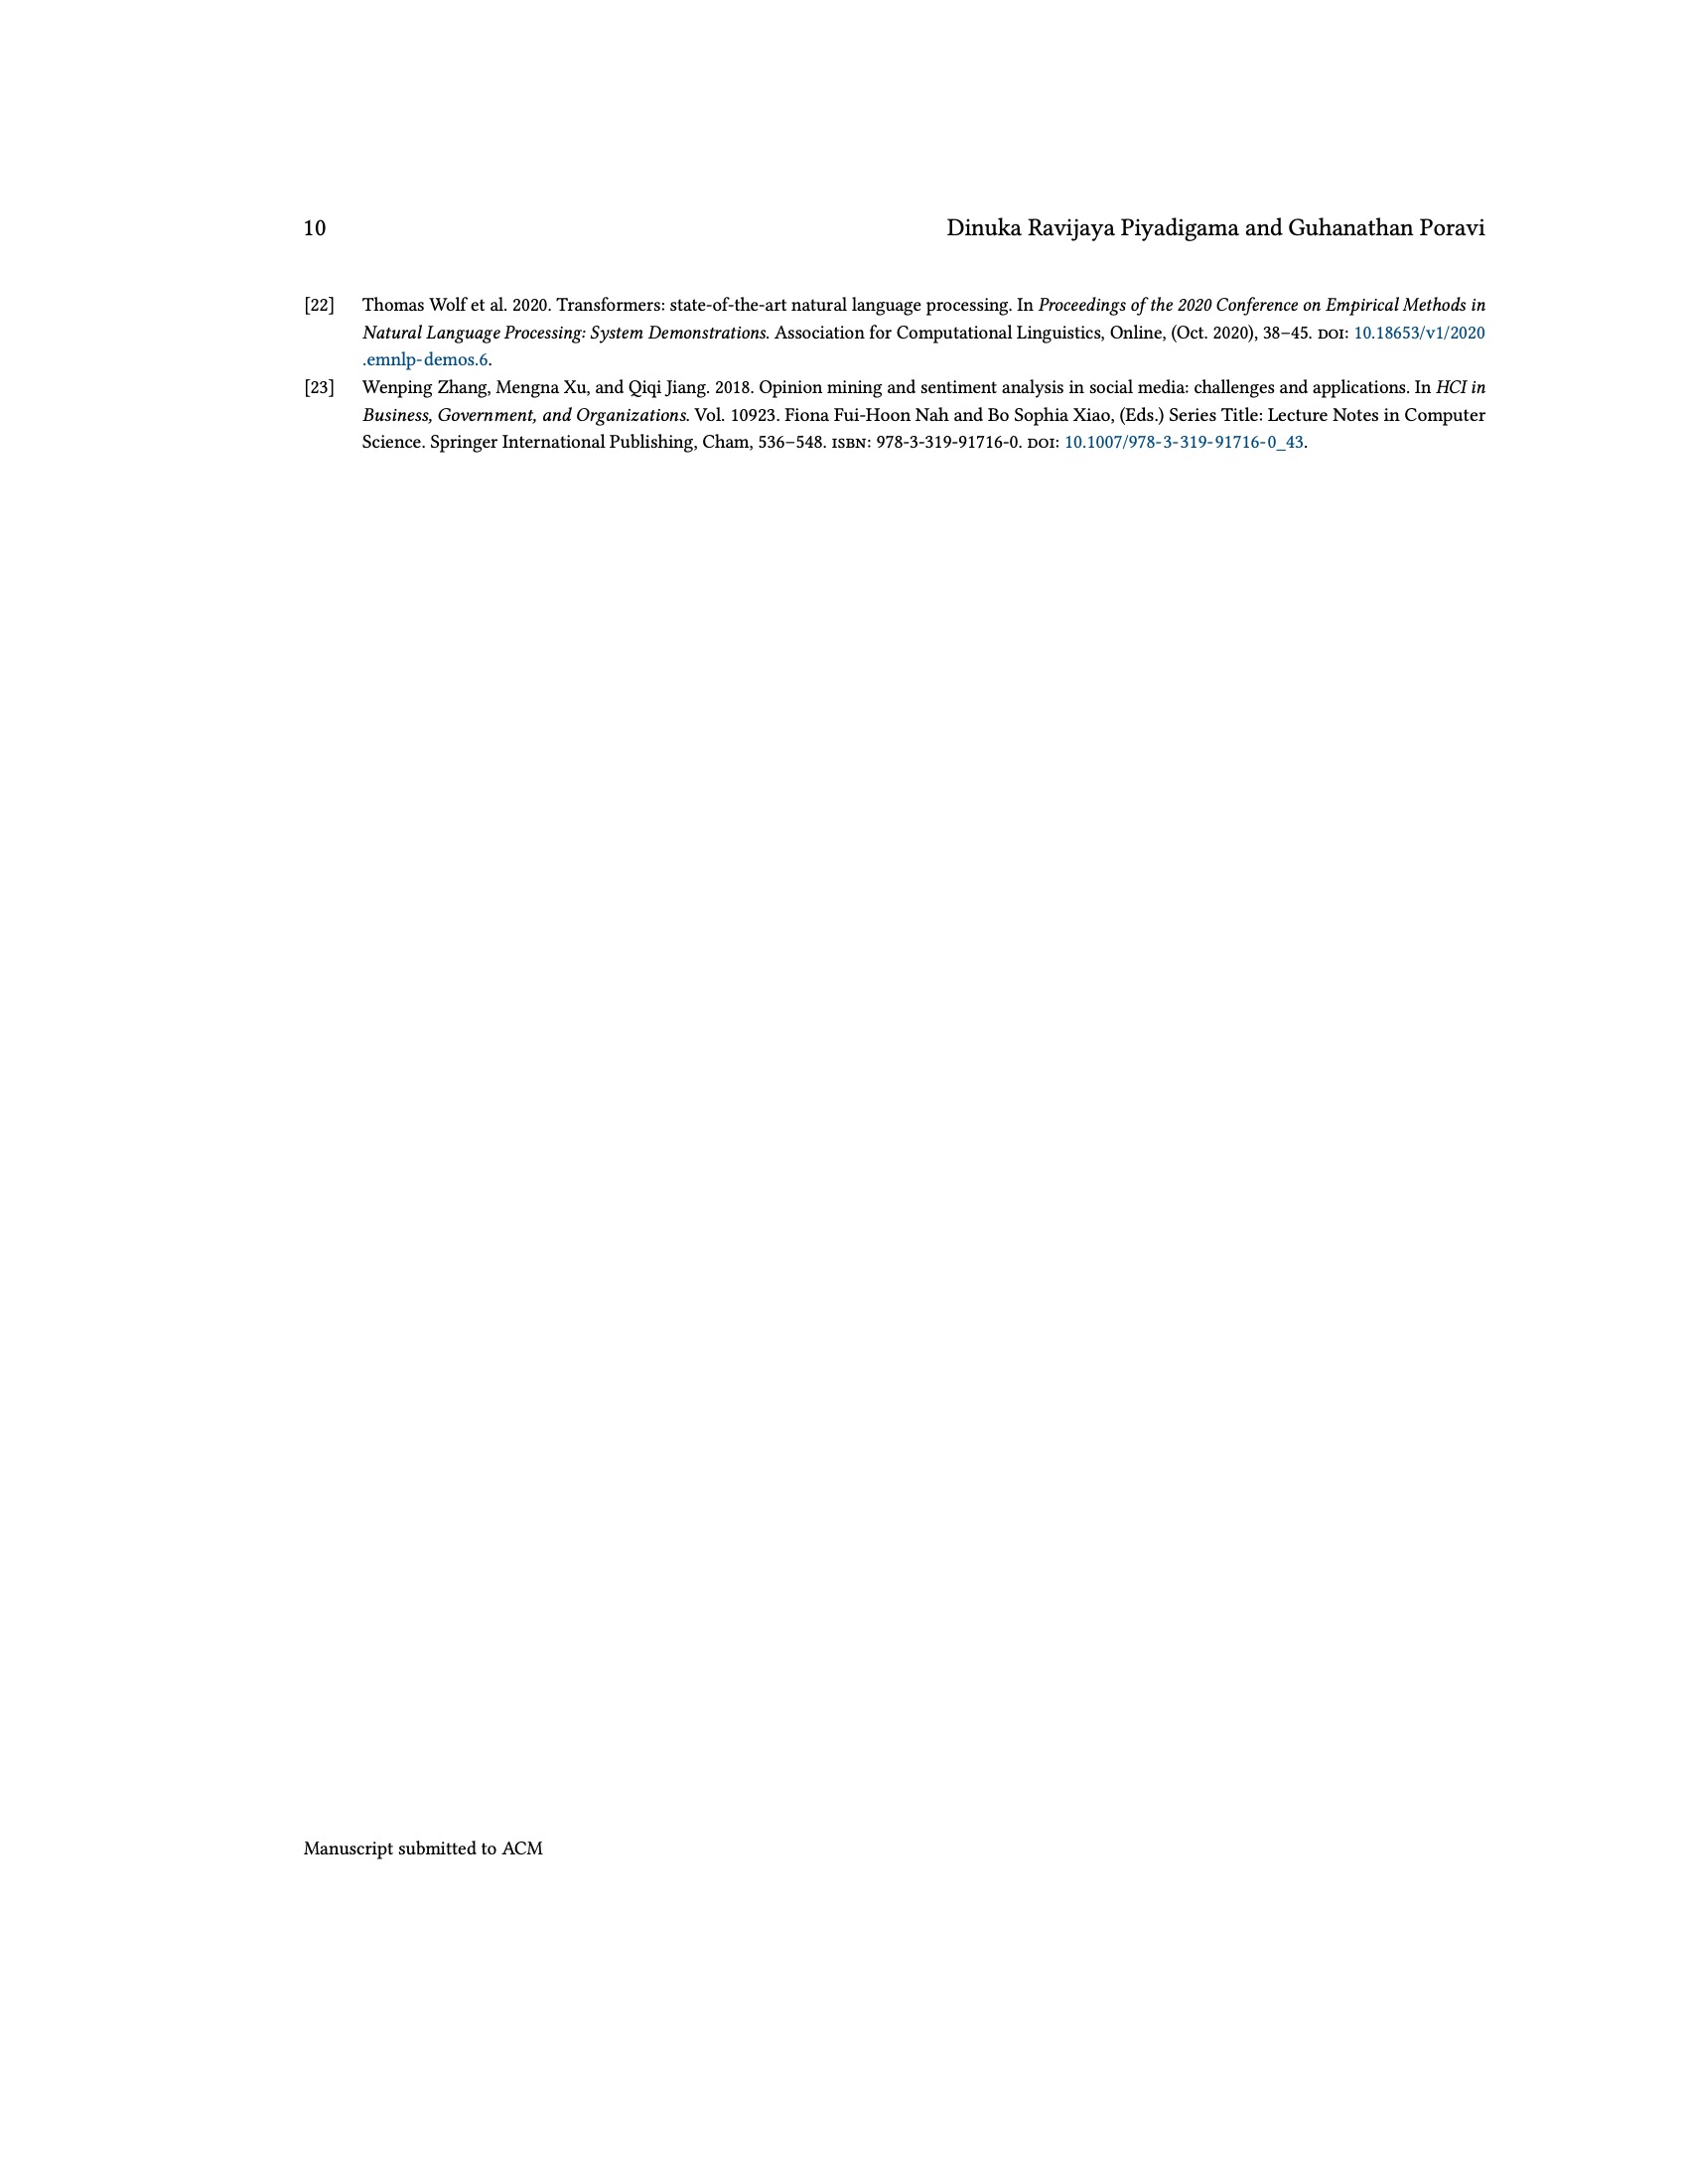 10
Dinuka Ravijaya Piyadigama and Guhanathan Poravi
[22] Thomas Wolf et al. 2020. Transformers: state-of-the-art natural language processing. In Proceedings of the 2020 Conference on Empirical Methods in
Natural Language Processing: System Demonstrations. Association for Computational Linguistics, Online, (Oct. 2020), 38–45. DOI: 10.18653/v1/2020
.emnlp-demos.6.
[23] Wenping Zhang, Mengna Xu, and Qiqi Jiang. 2018. Opinion mining and sentiment analysis in social media: challenges and applications. In HCI in
Business, Government, and Organizations. Vol. 10923. Fiona Fui-Hoon Nah and Bo Sophia Xiao, (Eds.) Series Title: Lecture Notes in Computer
Science. Springer International Publishing, Cham, 536–548. ISBN: 978-3-319-91716-0. DOI: 10.1007/978-3-319-91716-0_43.
Manuscript submitted to ACM